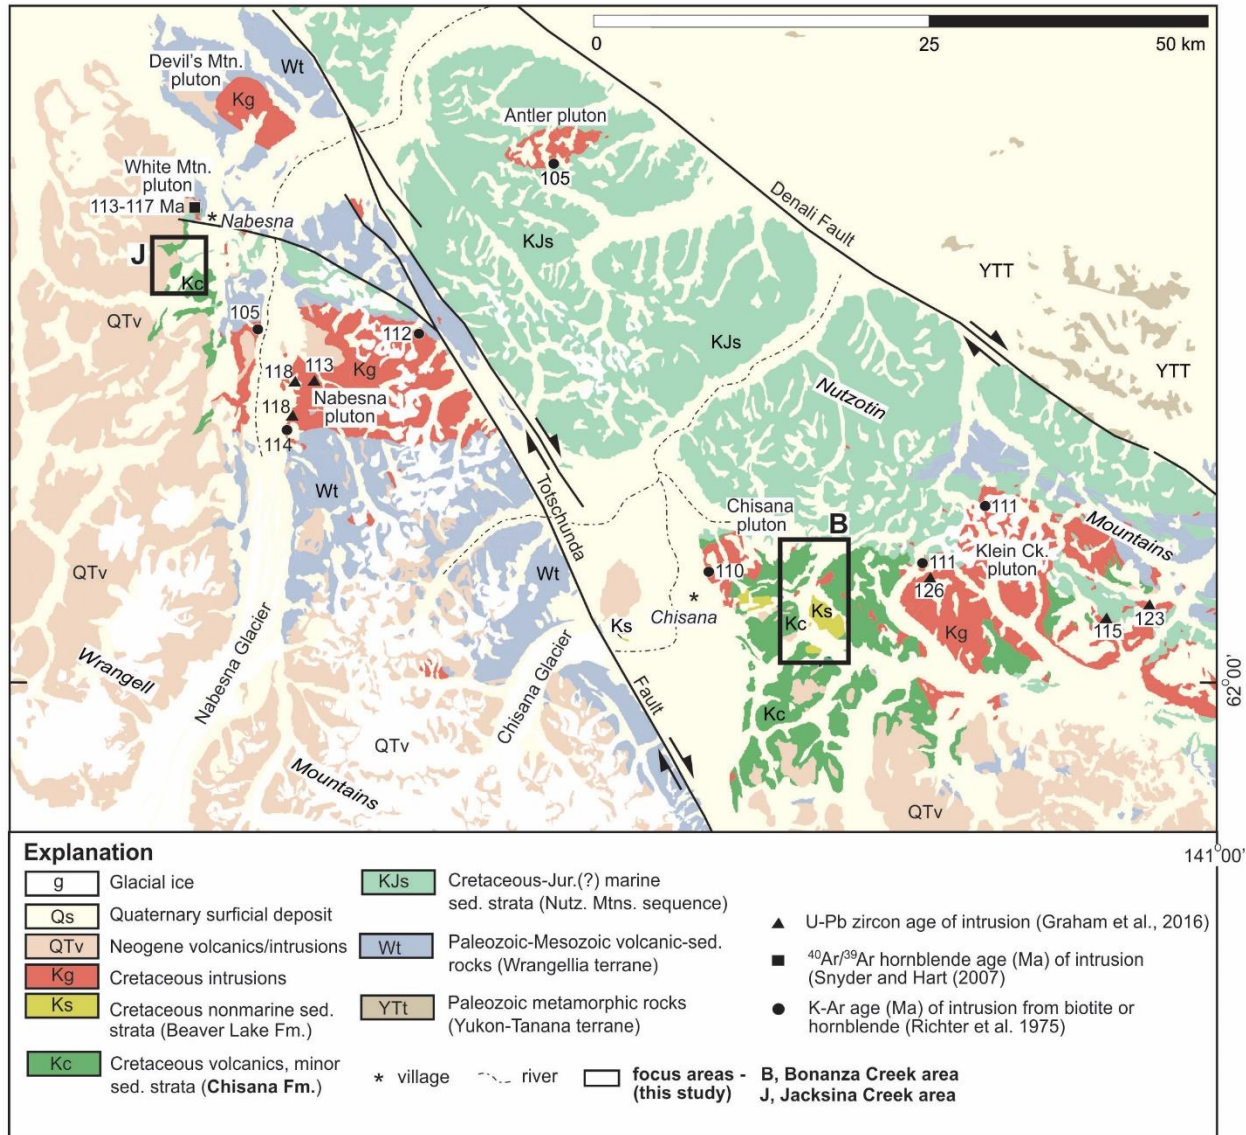 0 25 50 km
Devil's Mtn.
pluton
Wt
Kg
Antler pluton
105
White Mtn.
pluton
113-117 Ma
* Nabesna
Denali Fault
J
Kc
KJs
YTT
QTv
105
112
KJs
YTT
118
113
Kg
Nabesna
pluton
118
114
Nutzotin
Wt
Totschunda
Chisana
pluton
B
111
Mountains
Klein Ck.
pluton
QTv
Wt
110
111
126
123
*
Chisana
Kc
Ks
Kg
115
Ks
Wrangell
Nabesna Glacier
Chisana Glacier
Fault
62°00'
Kc
QTv
Mountains
QTv
141°00'
Explanation
g Glacial ice
Qs Quaternary surficial deposit
QTv Neogene volcanics/intrusions
Kg Cretaceous intrusions
Ks Cretaceous nonmarine sed.
strata (Beaver Lake Fm.)
Kc Cretaceous volcanics, minor
sed. strata (Chisana Fm.)
KJs Cretaceous-Jur.(?) marine
sed. strata (Nutz. Mtns. sequence)
Wt Paleozoic-Mesozoic volcanic-sed.
rocks (Wrangellia terrane)
YTt Paleozoic metamorphic rocks
(Yukon-Tanana terrane)
▲ U-Pb zircon age of intrusion (Graham et al., 2016)
■ ⁴⁰Ar/³⁹Ar hornblende age (Ma) of intrusion
(Snyder and Hart (2007)
● K-Ar age (Ma) of intrusion from biotite or
hornblende (Richter et al. 1975)
* village
river
focus areas - B, Bonanza Creek area
(this study) J, Jacksina Creek area